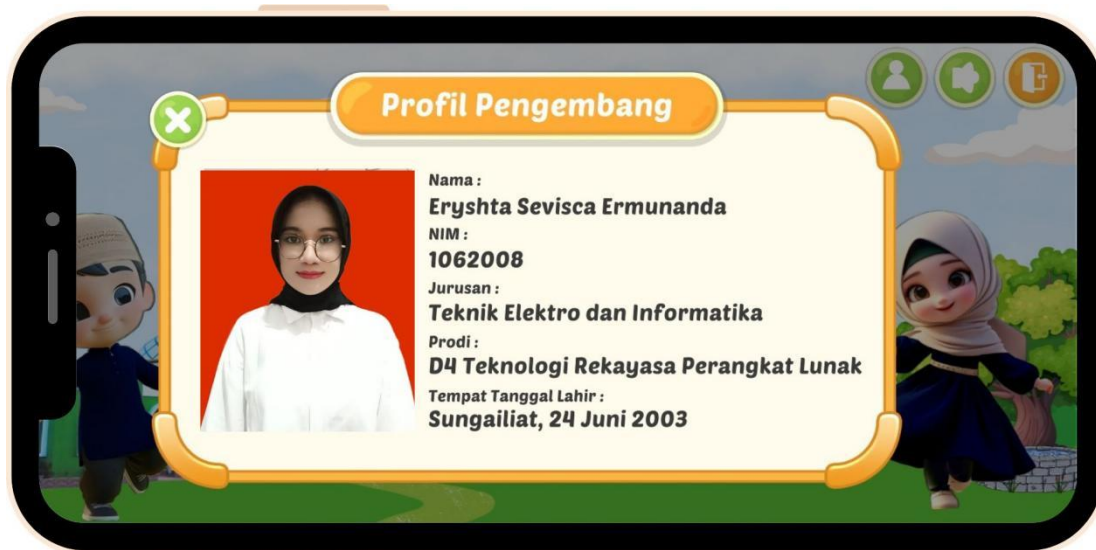 Profil Pengembang
Nama :
Eryshta Sevisca Ermunanda
NIM :
1062008
Jurusan :
Teknik Elektro dan Informatika
Prodi :
D4 Teknologi Rekayasa Perangkat Lunak
Tempat Tanggal Lahir :
Sungailiat, 24 Juni 2003